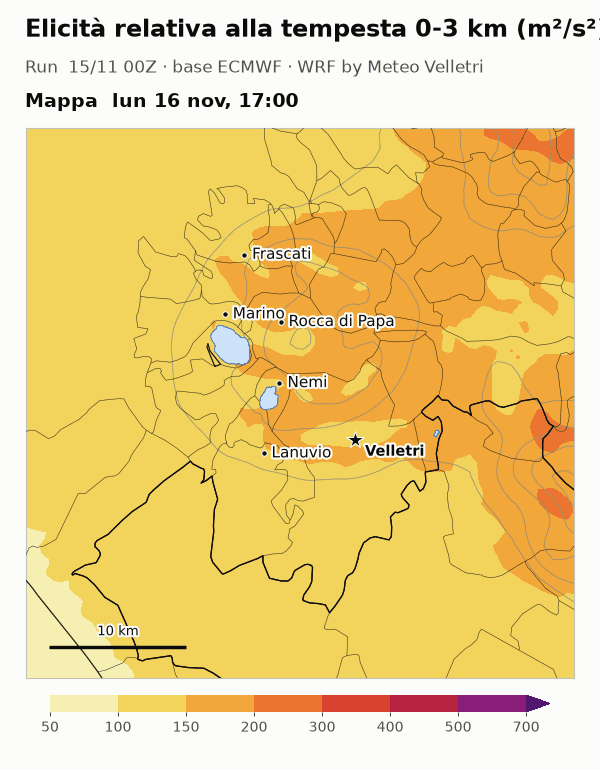 Elicità relativa alla tempesta 0-3 km (m²/s²)
Run  15/11 00Z · base ECMWF · WRF by Meteo Velletri
Mappa  lun 16 nov, 17:00
Frascati
Marino
Rocca di Papa
Nemi
Velletri
Lanuvio
10 km
50 100 150 200 300 400 500 700